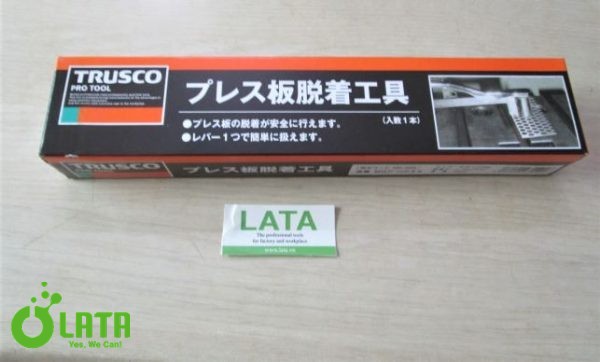 TRUSCO
PRO TOOL
プレス板脱着工具
●プレス板の脱着が安全に行えます。
(入数1本)
●レバー1つで簡単に扱えます。
TRUSCO
プレス板脱着工具
LATA
The professional tools
for factory and workplace
www.lata.vn
LATA
Yes, We Can!